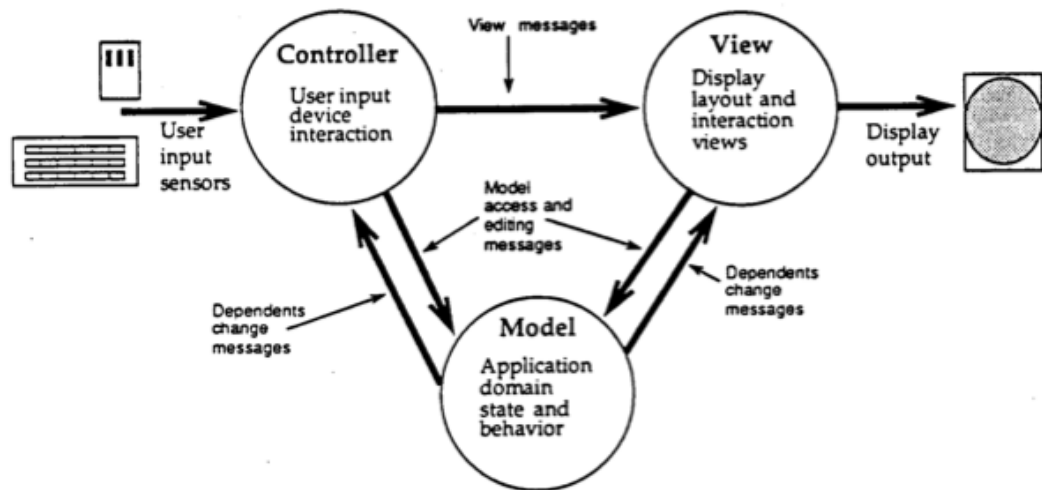 View messages
Controller
User input
device
interaction
View
Display
layout and
interaction
views
User
input
sensors
Display
output
Model
access and
editing
messages
Dependents
change
messages
Dependents
change
messages
Model
Application
domain
state and
behavior